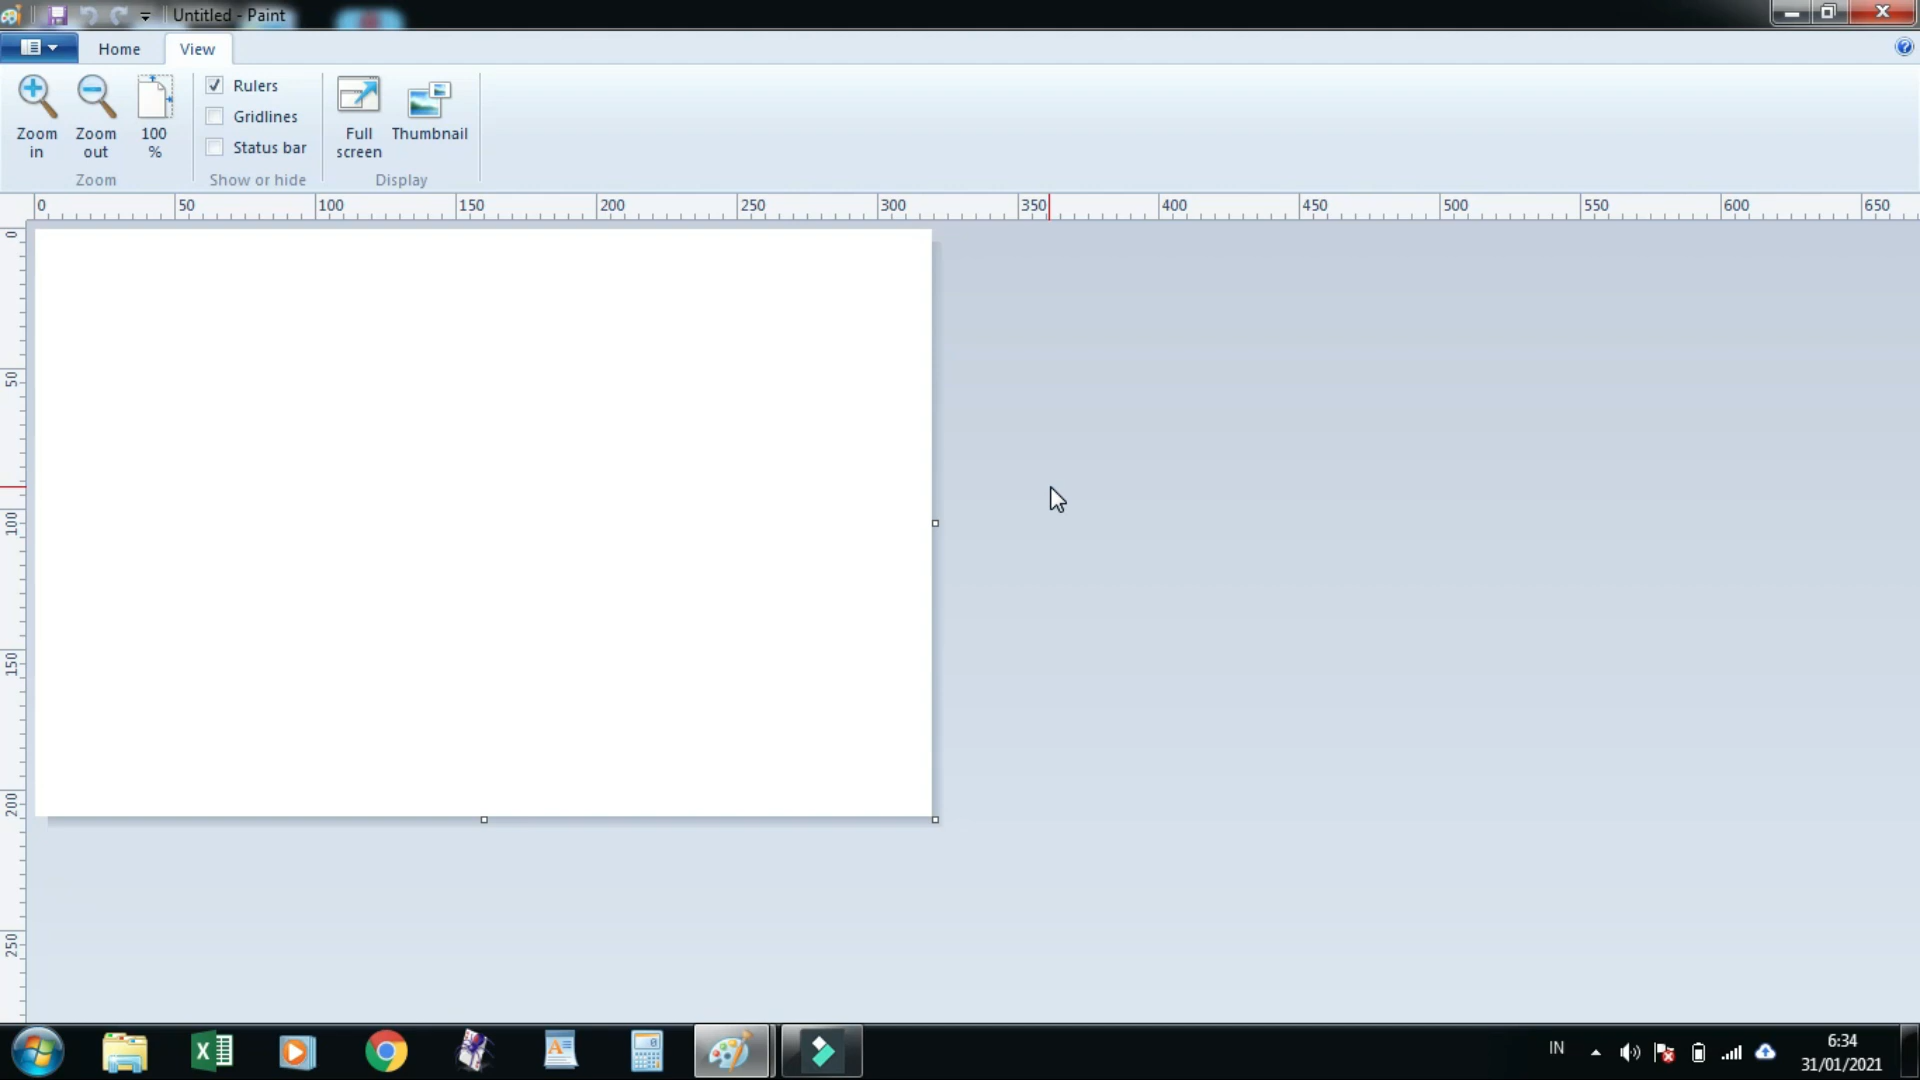 Untitled - Paint
Home
View
Zoom in
Zoom out
100 %
Zoom
Rulers
Gridlines
Status bar
Show or hide
Full screen
Thumbnail
Display
0 50 100 150 200 250 300 350 400 450 500 550 600 650
0
50
100
150
200
250
IN
6:34
31/01/2021